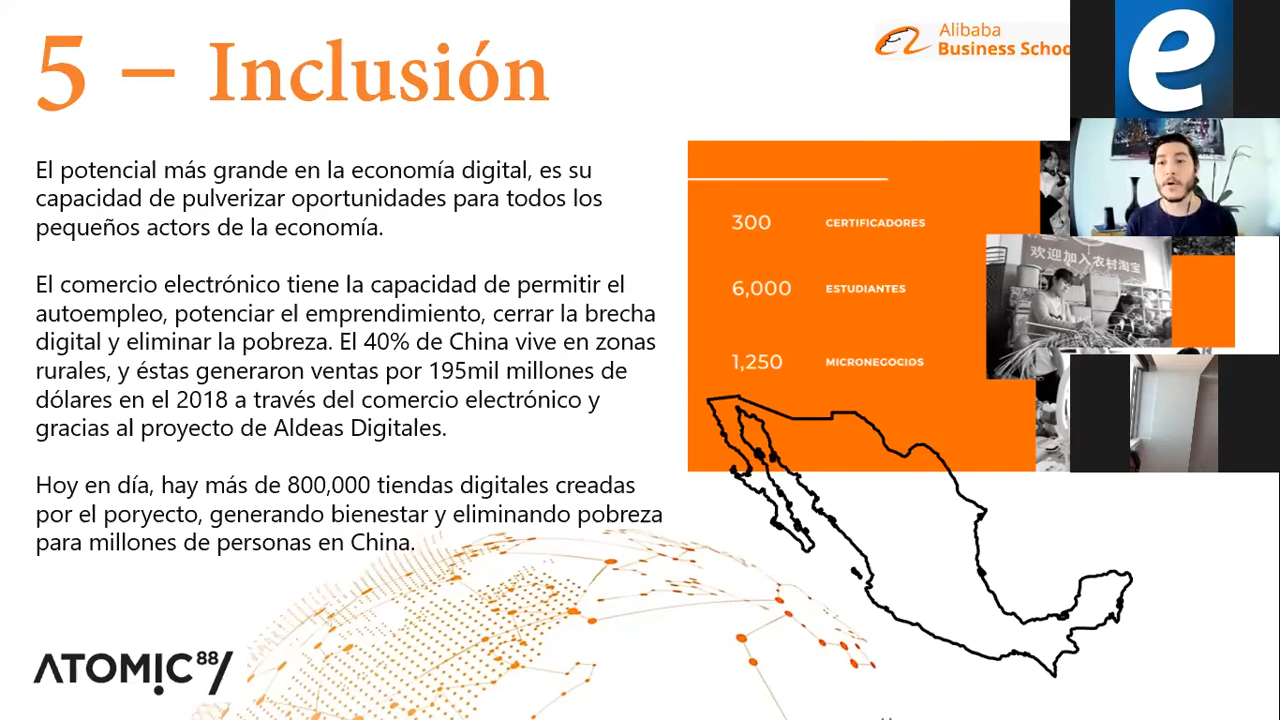 5 – Inclusión
Alibaba
Business Schoo
e
El potencial más grande en la economía digital, es su
capacidad de pulverizar oportunidades para todos los
pequeños actors de la economía.
El comercio electrónico tiene la capacidad de permitir el
autoempleo, potenciar el emprendimiento, cerrar la brecha
digital y eliminar la pobreza. El 40% de China vive en zonas
rurales, y éstas generaron ventas por 195mil millones de
dólares en el 2018 a través del comercio electrónico y
gracias al proyecto de Aldeas Digitales.
Hoy en día, hay más de 800,000 tiendas digitales creadas
por el poryecto, generando bienestar y eliminando pobreza
para millones de personas en China.
300 CERTIFICADORES
6,000 ESTUDIANTES
1,250 MICRONEGOCIOS
欢迎加入农村淘宝
ATOMIC 88